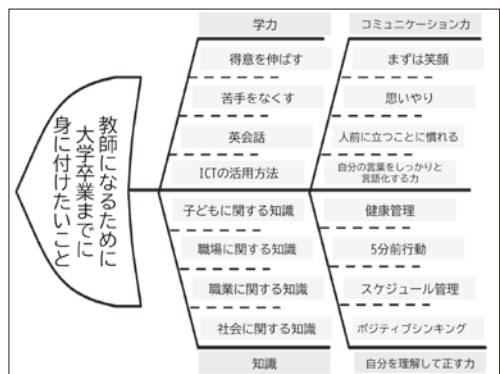 教師になるために
大学卒業までに
身に付けたいこと
学力
得意を伸ばす
苦手をなくす
英会話
ICTの活用方法
コミュニケーション力
まずは笑顔
思いやり
人前に立つことに慣れる
自分の言葉をしっかりと
言語化する力
子どもに関する知識
職場に関する知識
職業に関する知識
社会に関する知識
知識
健康管理
5分前行動
スケジュール管理
ポジティブシンキング
自分を理解して正す力